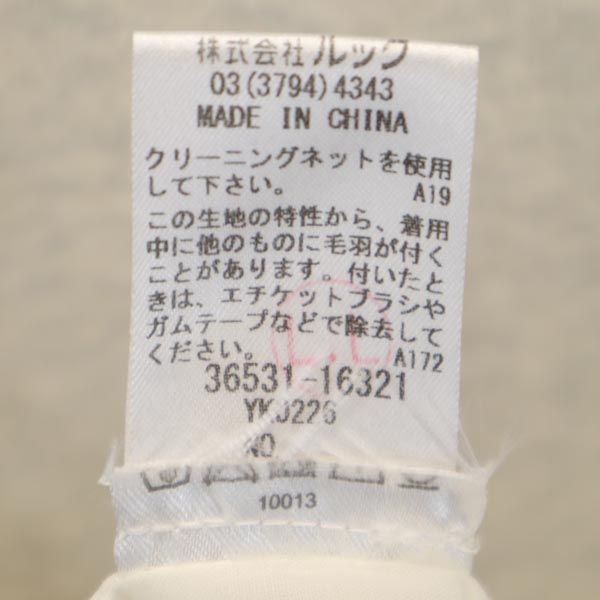 株式会社 ルック
03(3794)4343
MADE IN CHINA
クリーニングネットを使用
して下さい。 A19
この生地の特性から、着用
中に他のものに毛羽が付く
ことがあります。付いたと
きは、エチケットブラシや
ガムテープなどで除去して
ください。 A172
36531-16321
YKJ226
NO
10013